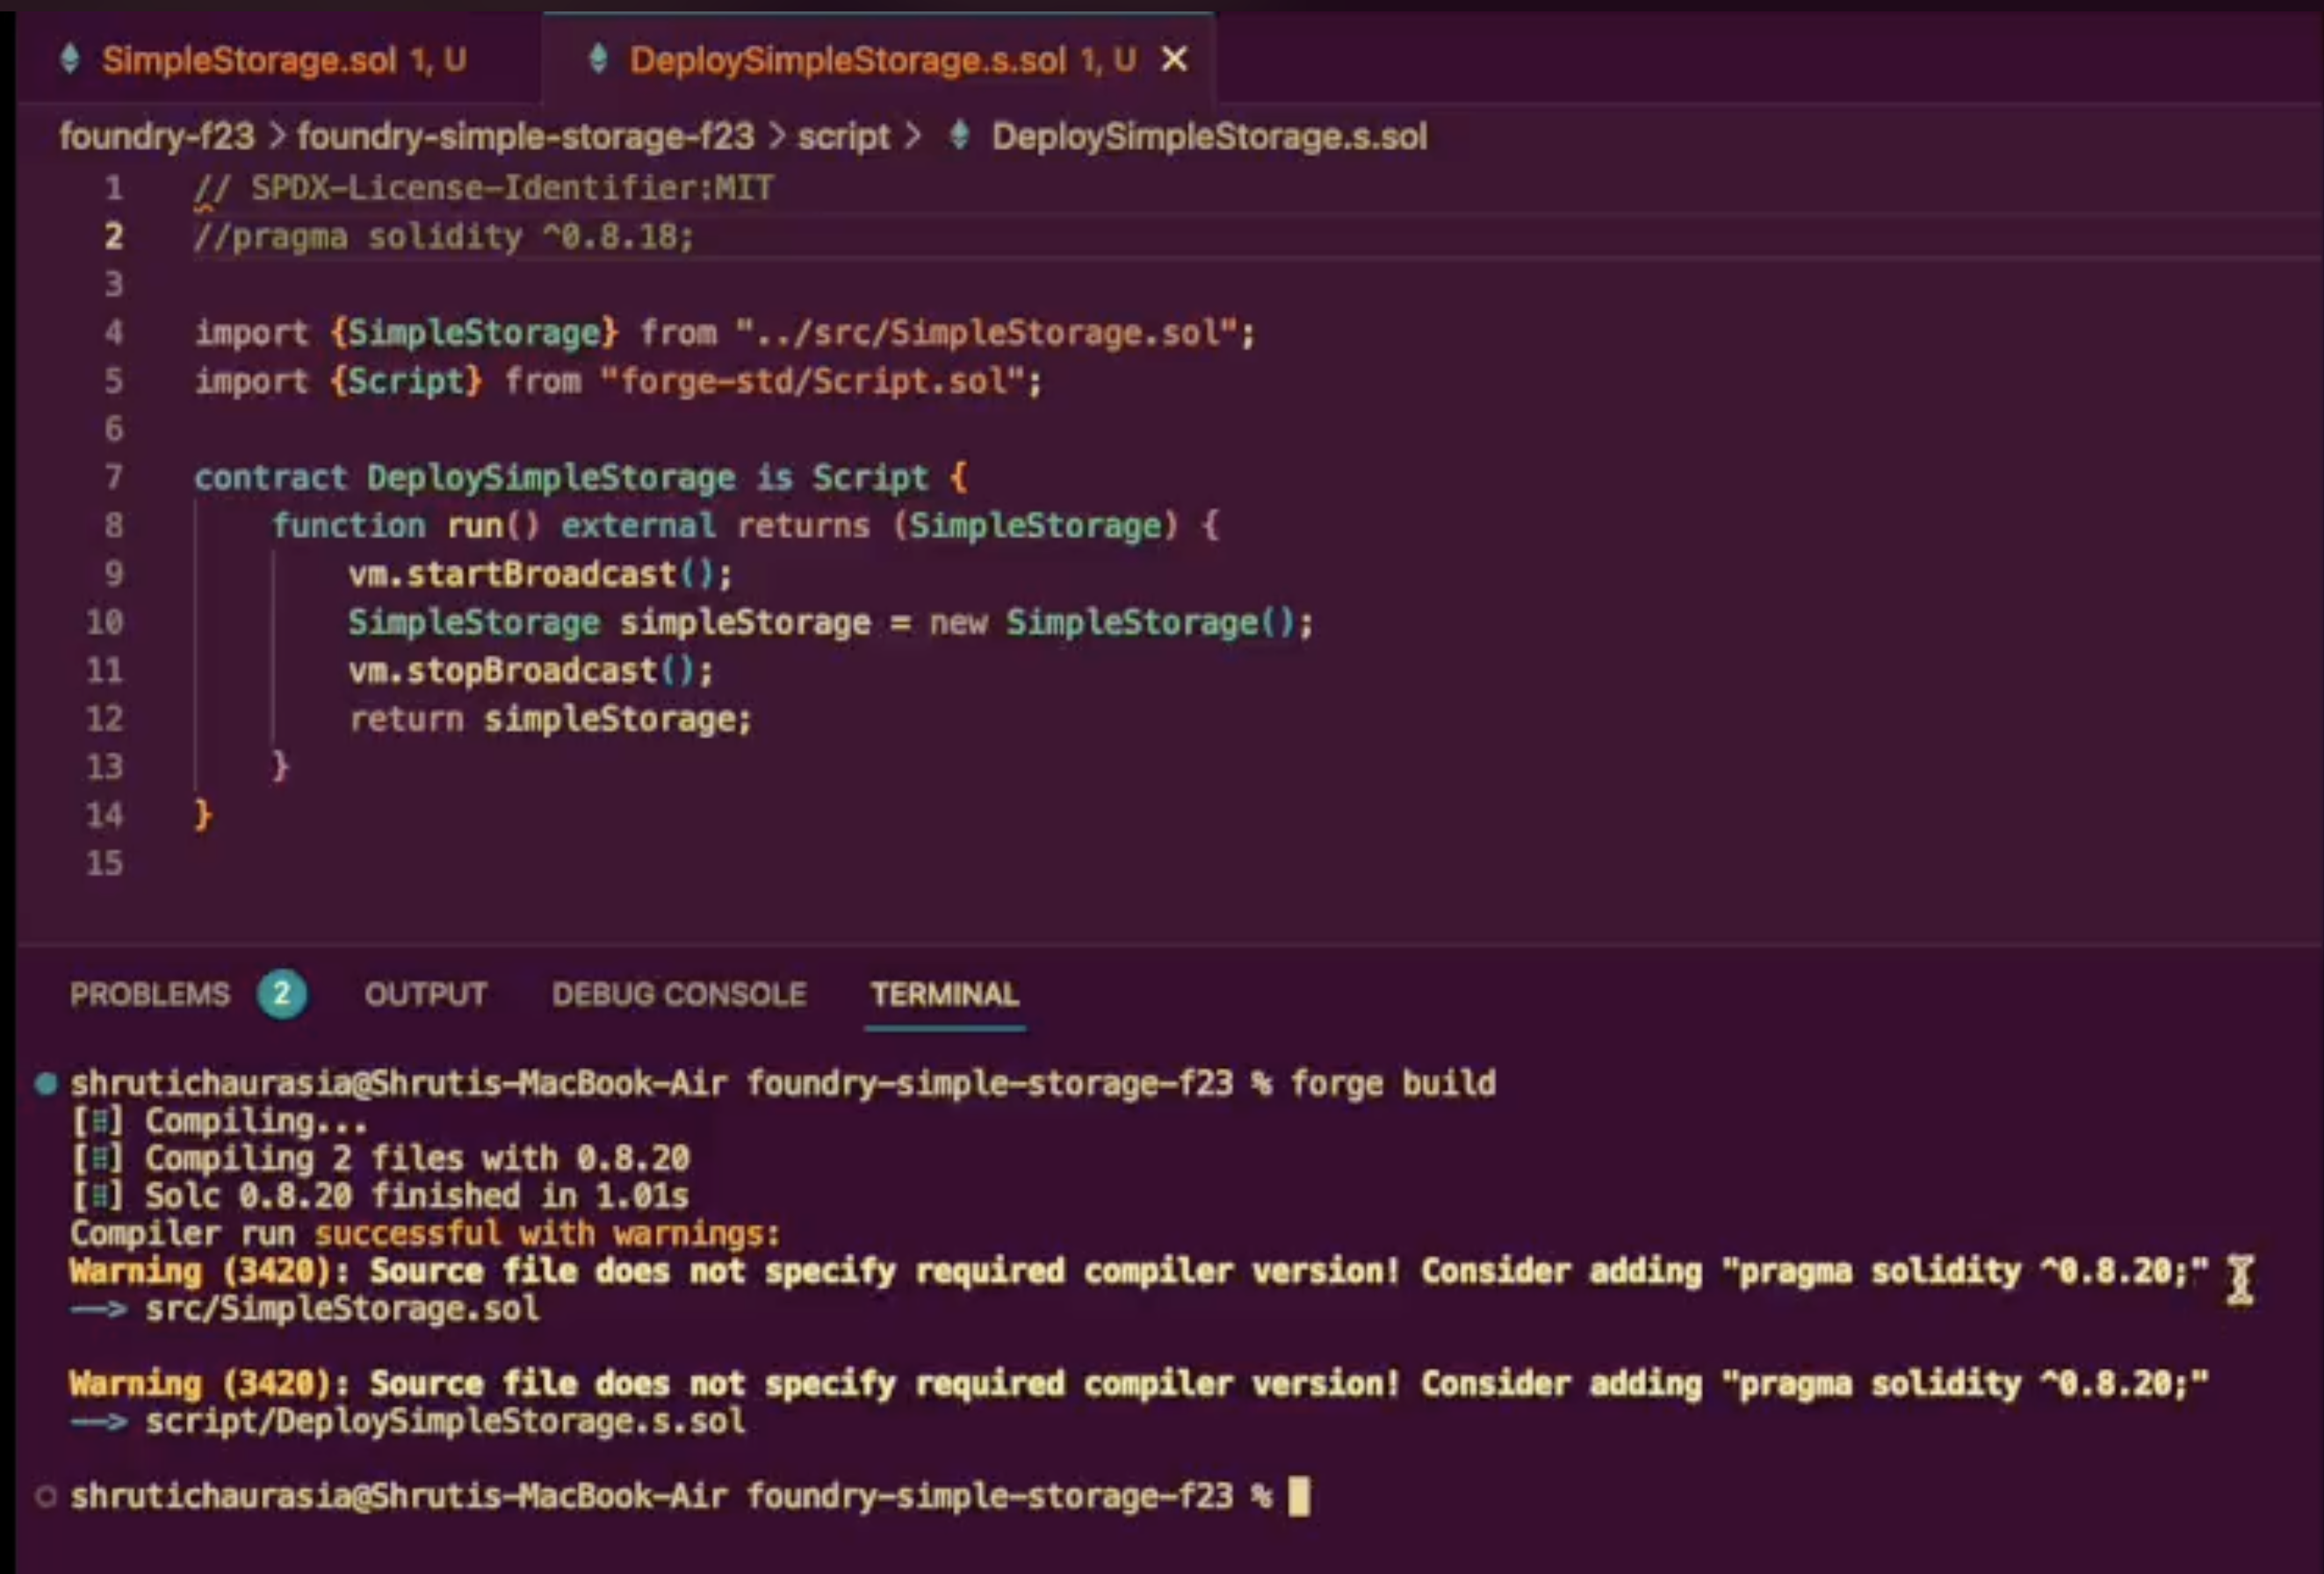 SimpleStorage.sol 1, U
DeploySimpleStorage.s.sol 1, U
foundry-f23 > foundry-simple-storage-f23 > script > DeploySimpleStorage.s.sol
1 // SPDX-License-Identifier:MIT
2 //pragma solidity ^0.8.18;
3
4 import {SimpleStorage} from "../src/SimpleStorage.sol";
5 import {Script} from "forge-std/Script.sol";
6
7 contract DeploySimpleStorage is Script {
8     function run() external returns (SimpleStorage) {
9         vm.startBroadcast();
10         SimpleStorage simpleStorage = new SimpleStorage();
11         vm.stopBroadcast();
12         return simpleStorage;
13     }
14 }
15
PROBLEMS 2 OUTPUT DEBUG CONSOLE TERMINAL
shrutichaurasia@Shrutis-MacBook-Air foundry-simple-storage-f23 % forge build
[⠿] Compiling...
[⠿] Compiling 2 files with 0.8.20
[⠿] Solc 0.8.20 finished in 1.01s
Compiler run successful with warnings:
Warning (3420): Source file does not specify required compiler version! Consider adding "pragma solidity ^0.8.20;"
--> src/SimpleStorage.sol
Warning (3420): Source file does not specify required compiler version! Consider adding "pragma solidity ^0.8.20;"
--> script/DeploySimpleStorage.s.sol
shrutichaurasia@Shrutis-MacBook-Air foundry-simple-storage-f23 %